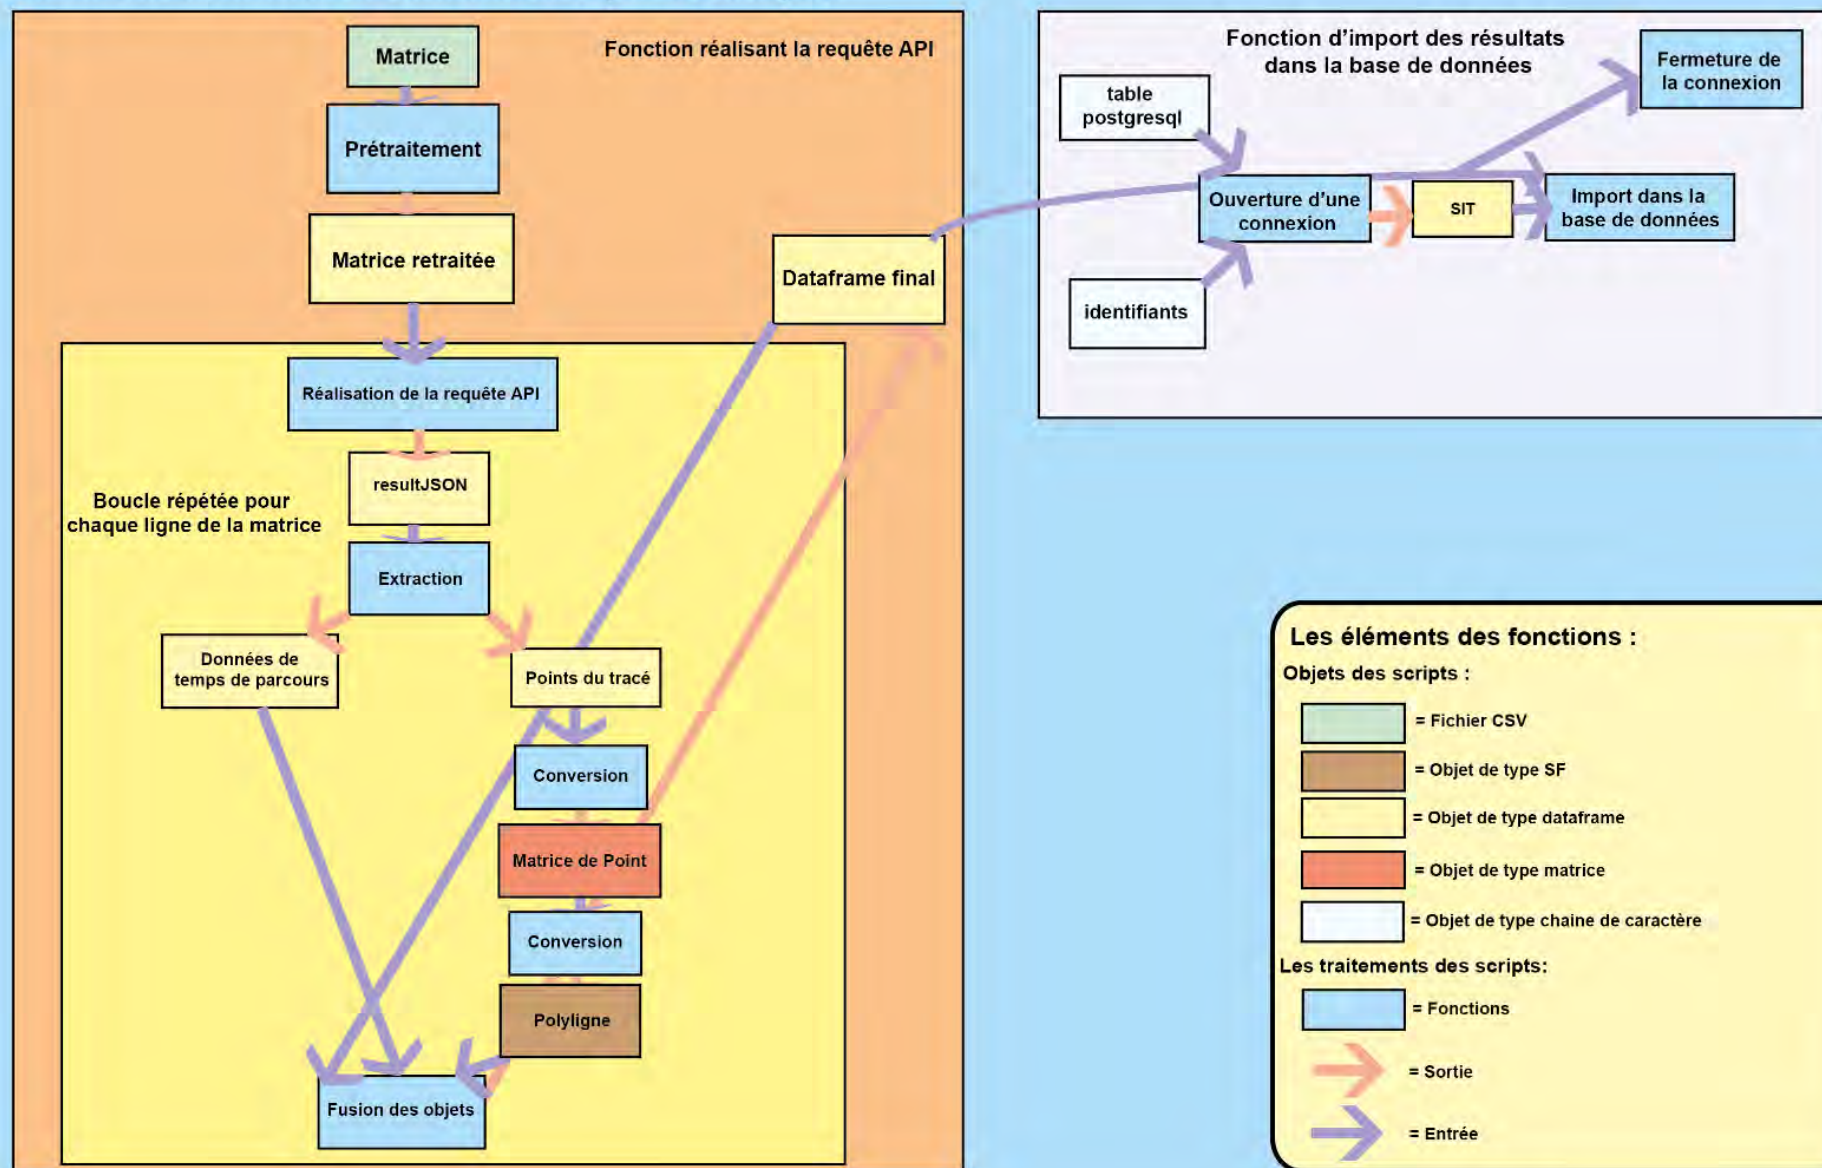 Matrice
Fonction réalisant la requête API
Prétraitement
Matrice retraitée
Dataframe final
Réalisation de la requête API
resultJSON
Boucle répétée pour
chaque ligne de la matrice
Extraction
Données de
temps de parcours
Points du tracé
Conversion
Matrice de Point
Conversion
Polyligne
Fusion des objets
Fonction d'import des résultats
dans la base de données
Fermeture de
la connexion
table
postgresql
Ouverture d'une
connexion
SIT
Import dans la
base de données
identifiants
Les éléments des fonctions :
Objets des scripts :
= Fichier CSV
= Objet de type SF
= Objet de type dataframe
= Objet de type matrice
= Objet de type chaine de caractère
Les traitements des scripts:
= Fonctions
= Sortie
= Entrée